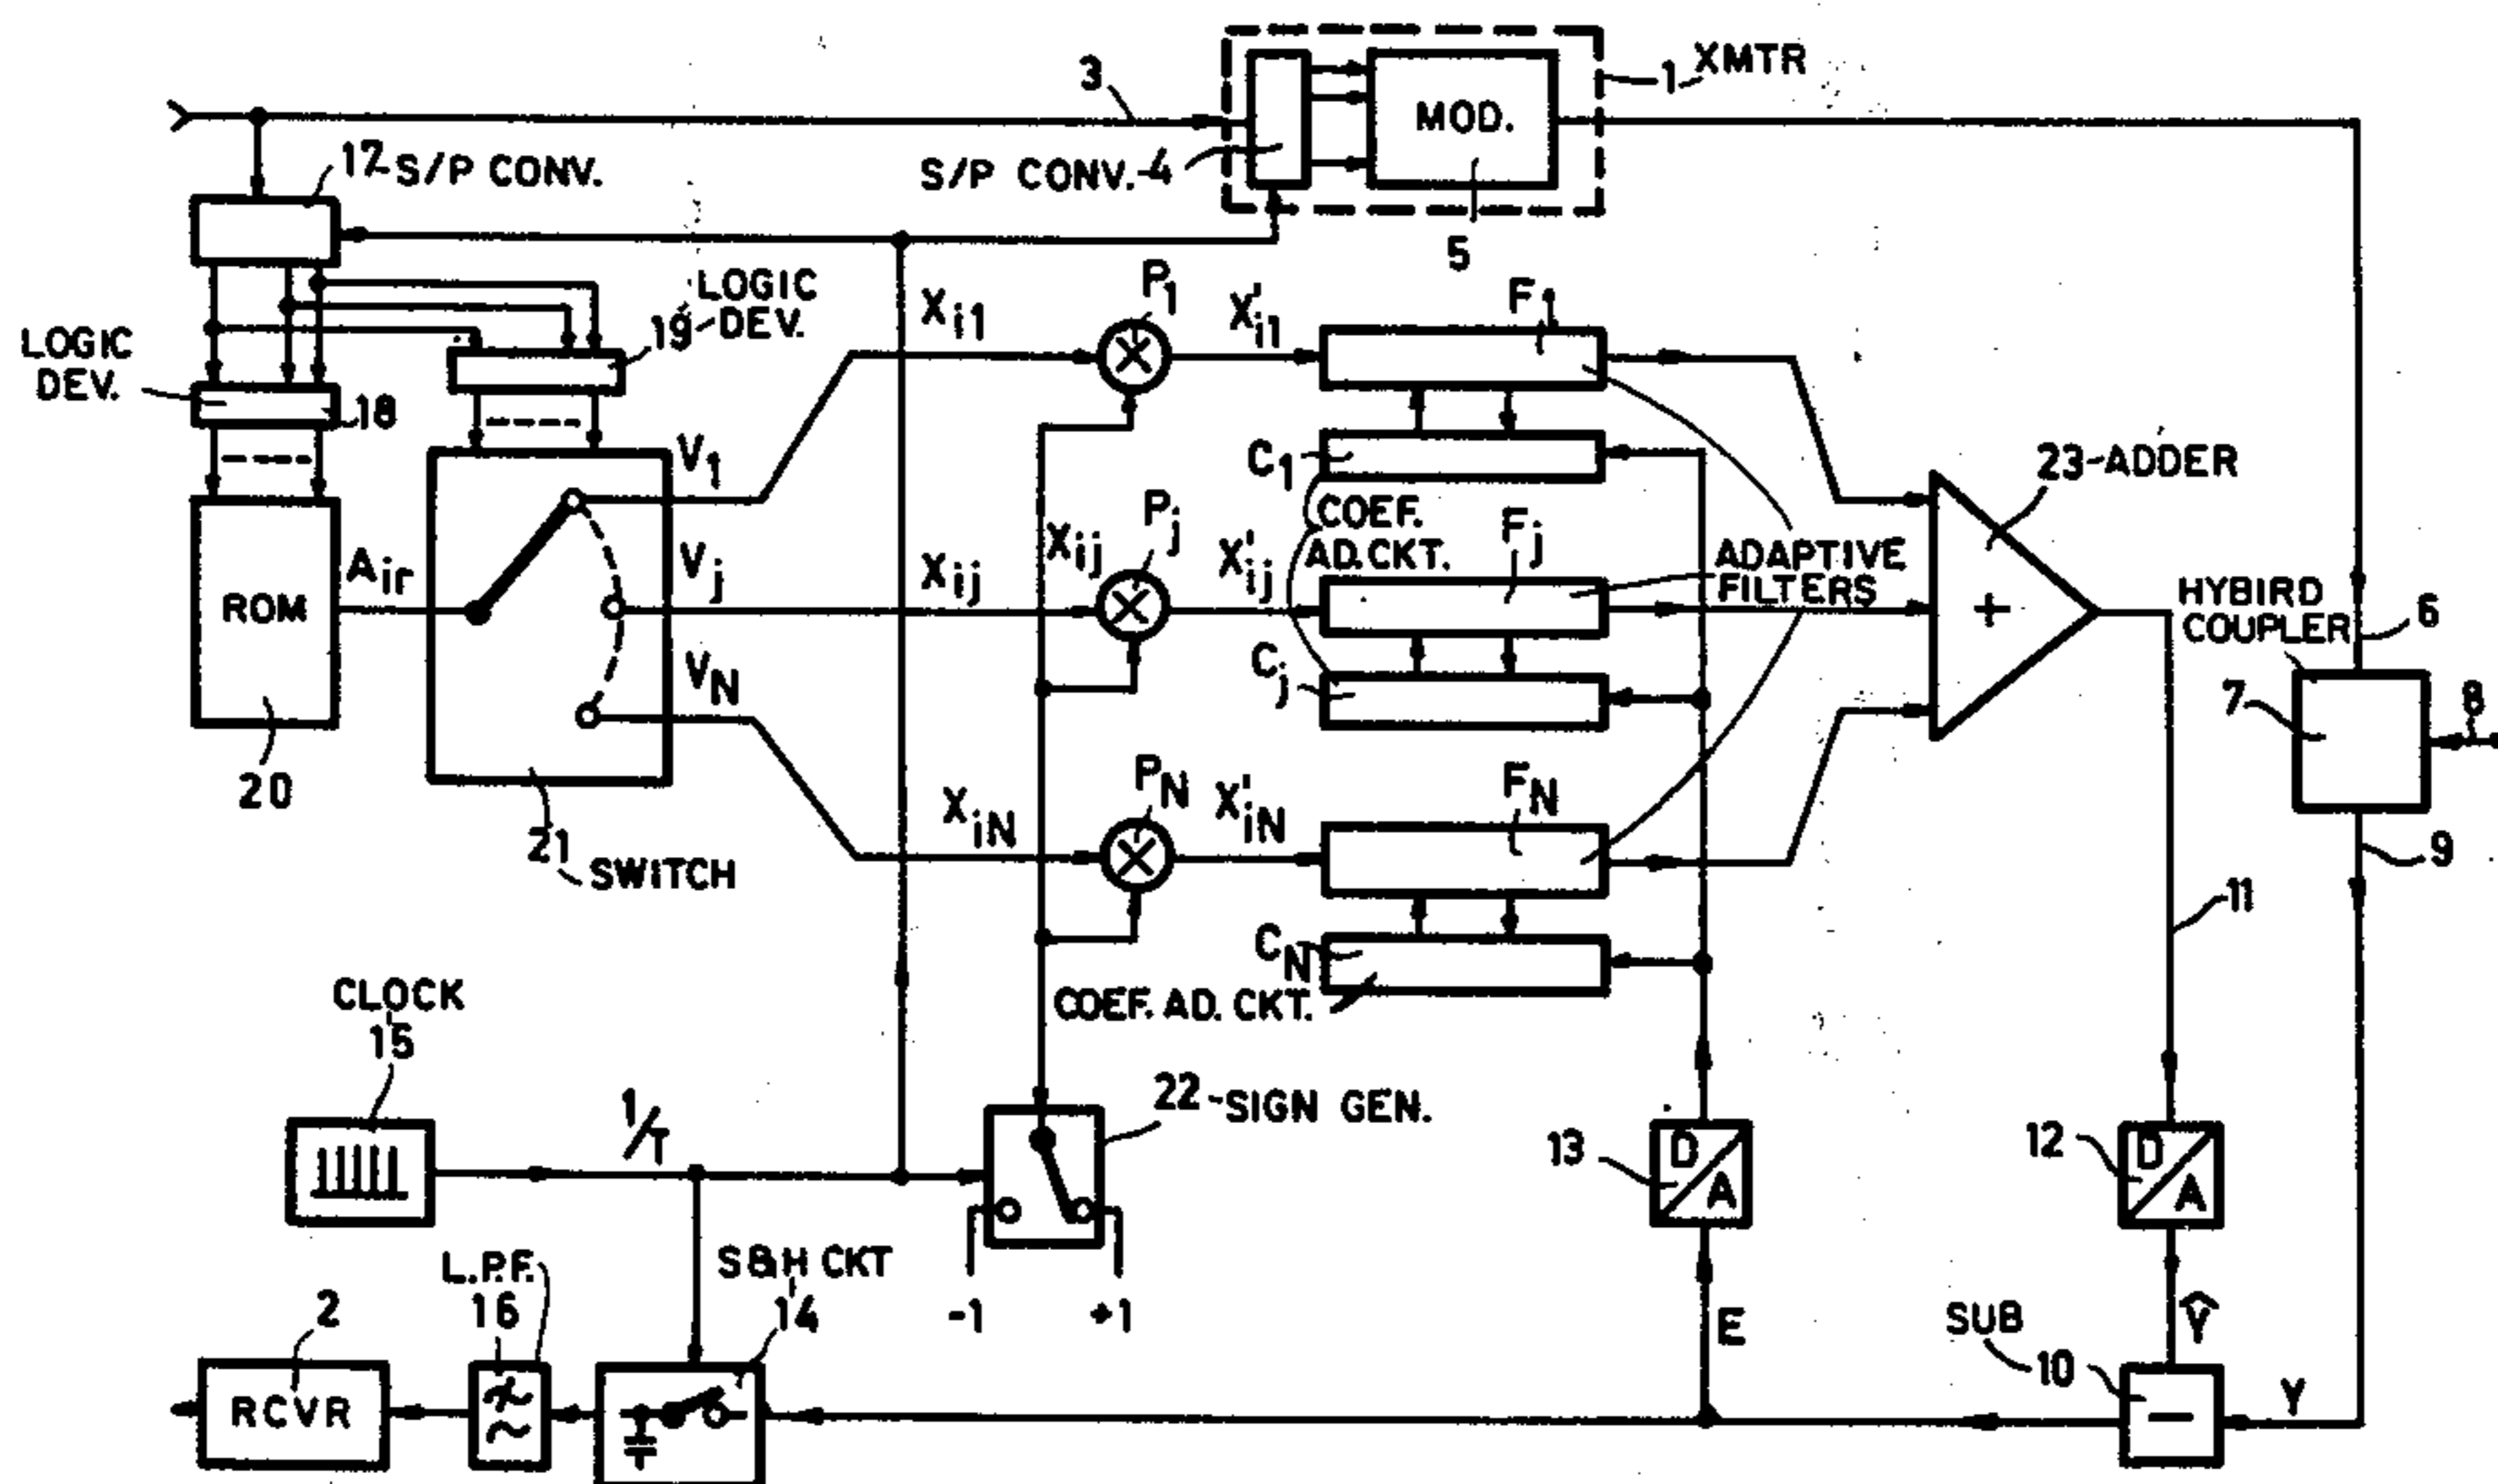 3
1 XMTR
MOD.
17 S/P CONV.
S/P CONV.-4
5
LOGIC
DEV.
19
LOGIC
DEV.
18
X i1
P1
X'i1
F1
V1
C1
COEF.
AD.CKT.
23-ADDER
ROM
Air
Vj
Xij
Xij
Pj
X'ij
Fj
ADAPTIVE
FILTERS
+
HYBIRD
COUPLER
6
7
8
Cj
VN
20
21 SWITCH
XiN
PN
X'iN
FN
9
11
CN
COEF. AD. CKT.
CLOCK
15
1/T
22-SIGN GEN.
13
D/A
12
D/A
L.P.F.
16
S&H CKT
14
-1
+1
E
SUB
10
Ŷ
Y
2
RCVR